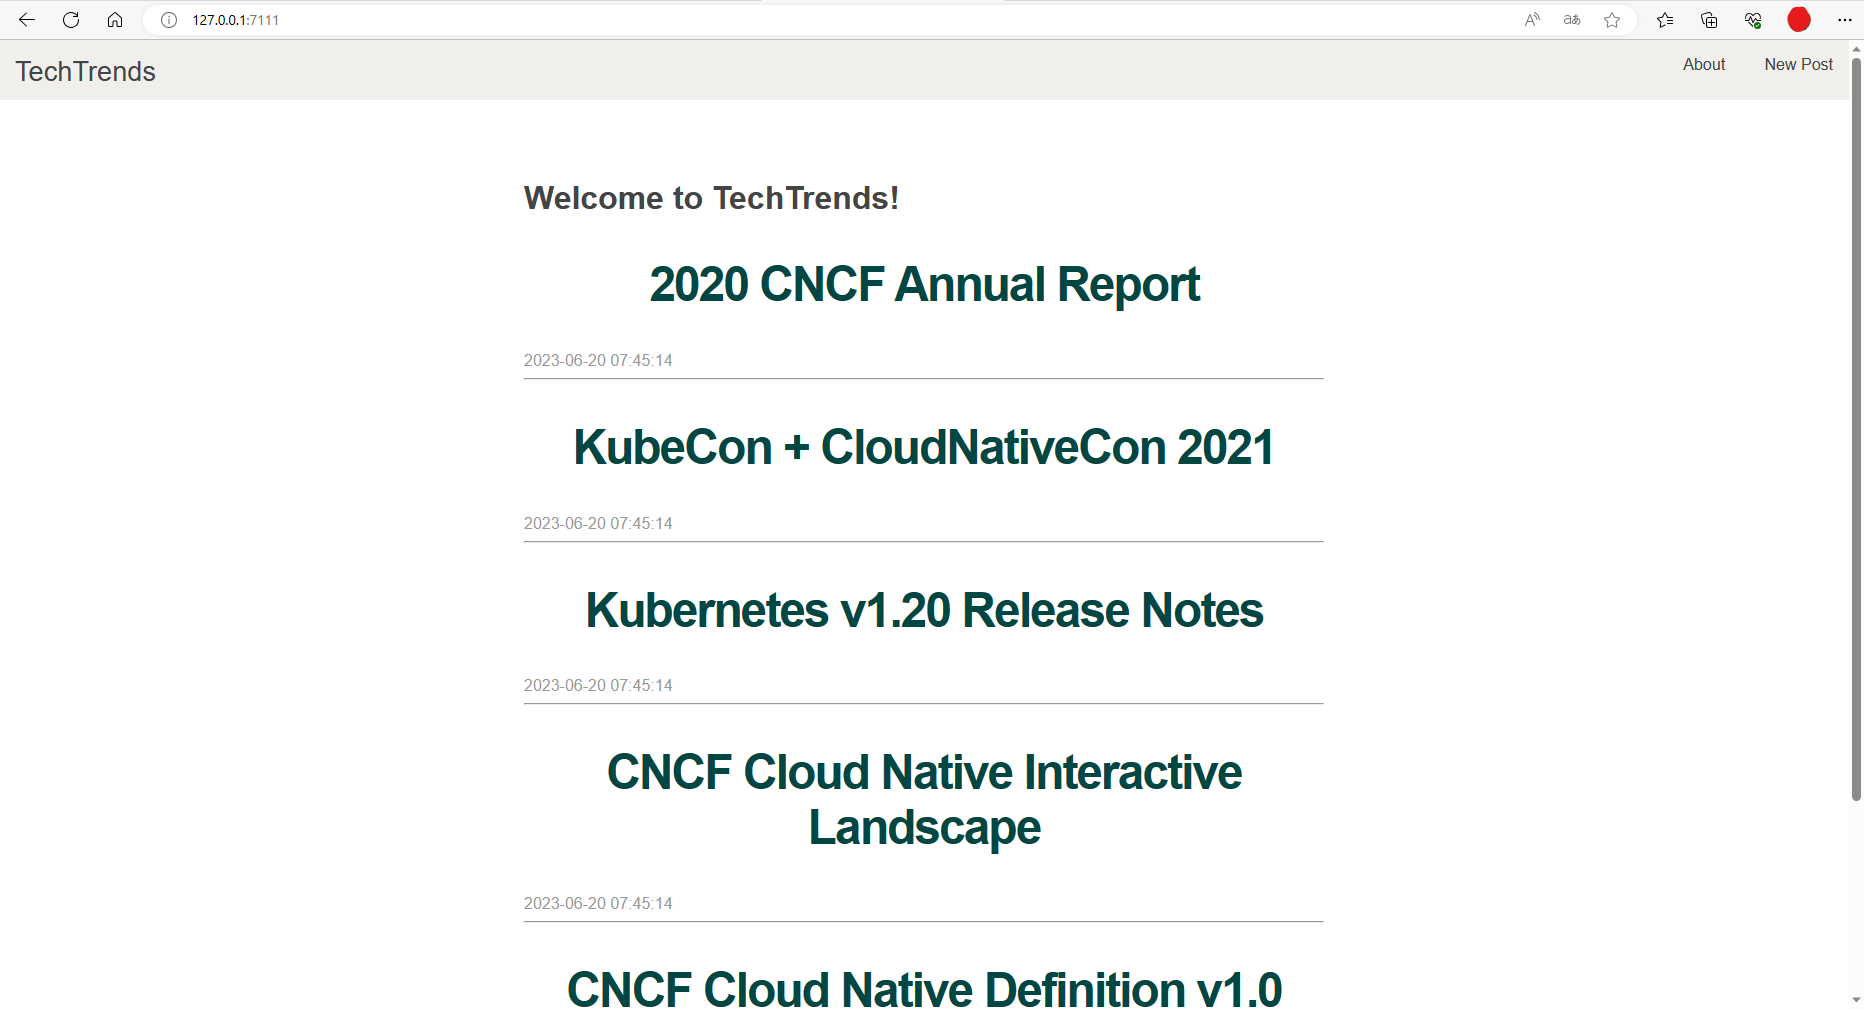 127.0.0.1:7111
TechTrends
About
New Post
Welcome to TechTrends!
2020 CNCF Annual Report
2023-06-20 07:45:14
KubeCon + CloudNativeCon 2021
2023-06-20 07:45:14
Kubernetes v1.20 Release Notes
2023-06-20 07:45:14
CNCF Cloud Native Interactive
Landscape
2023-06-20 07:45:14
CNCF Cloud Native Definition v1.0